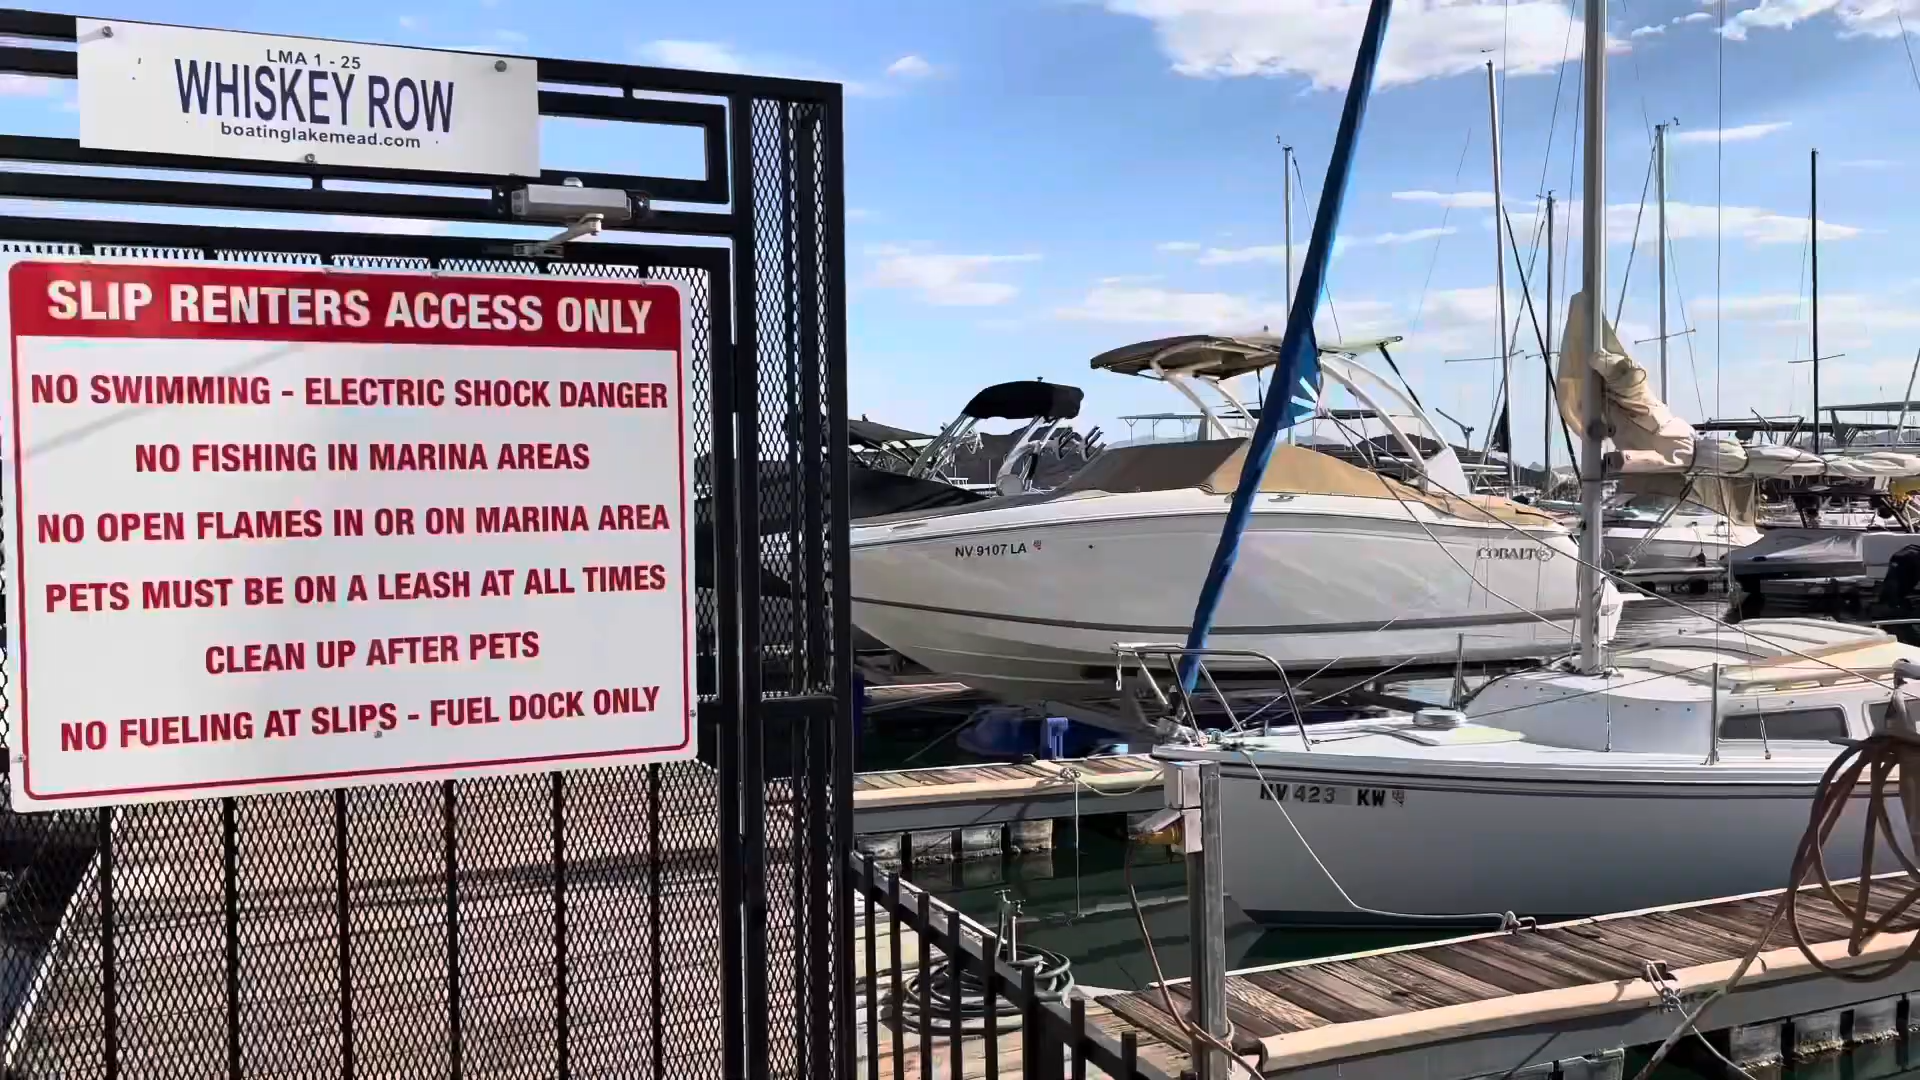 LMA 1 - 25
WHISKEY ROW
boatinglakemead.com
SLIP RENTERS ACCESS ONLY
NO SWIMMING - ELECTRIC SHOCK DANGER
NO FISHING IN MARINA AREAS
NO OPEN FLAMES IN OR ON MARINA AREA
PETS MUST BE ON A LEASH AT ALL TIMES
CLEAN UP AFTER PETS
NO FUELING AT SLIPS - FUEL DOCK ONLY
NV 9107 LA
COBALT
NV 423 KW